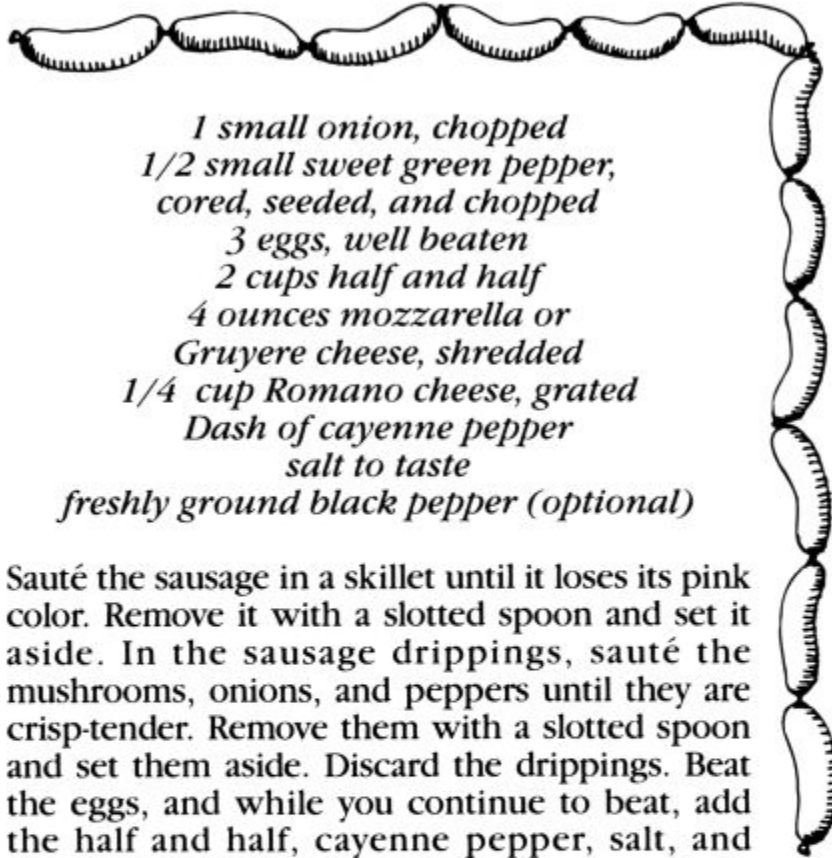 1 small onion, chopped
1/2 small sweet green pepper,
cored, seeded, and chopped
3 eggs, well beaten
2 cups half and half
4 ounces mozzarella or
Gruyere cheese, shredded
1/4 cup Romano cheese, grated
Dash of cayenne pepper
salt to taste
freshly ground black pepper (optional)
Sauté the sausage in a skillet until it loses its pink
color. Remove it with a slotted spoon and set it
aside. In the sausage drippings, sauté the
mushrooms, onions, and peppers until they are
crisp-tender. Remove them with a slotted spoon
and set them aside. Discard the drippings. Beat
the eggs, and while you continue to beat, add
the half and half, cayenne pepper, salt, and